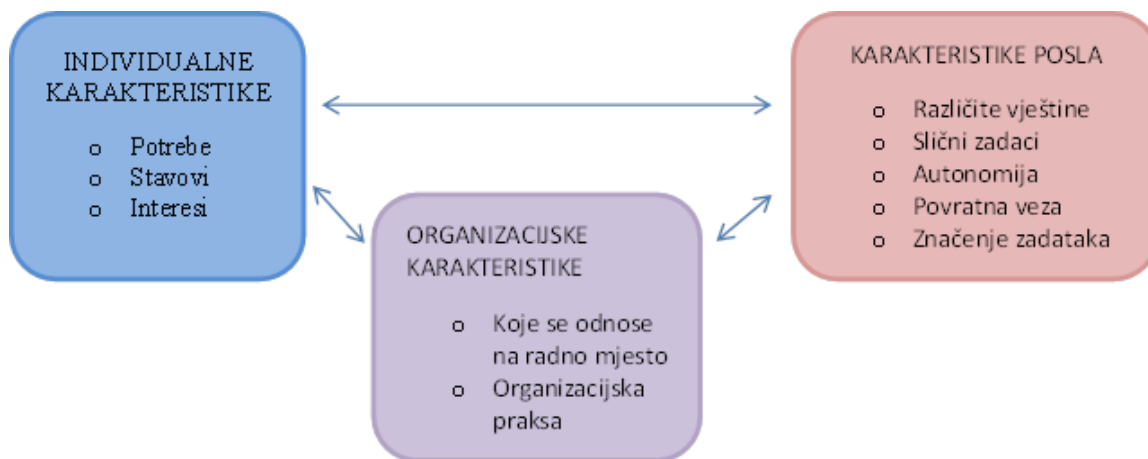 INDIVIDUALNE
KARAKTERISTIKE
o Potrebe
o Stavovi
o Interesi
ORGANIZACIJSKE
KARAKTERISTIKE
o Koje se odnose
na radno mjesto
o Organizacijska
praksa
KARAKTERISTIKE POSLA
o Različite vještine
o Slični zadaci
o Autonomija
o Povratna veza
o Značenje zadataka